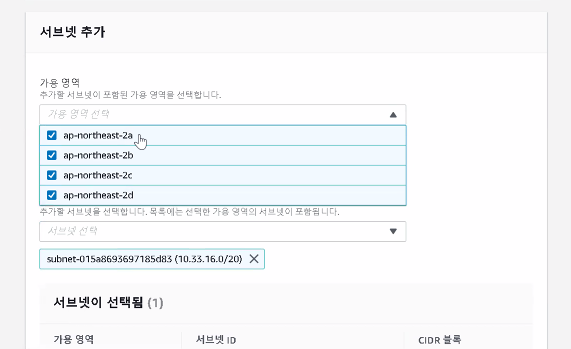 서브넷 추가
가용 영역
추가할 서브넷이 포함된 가용 영역을 선택합니다.
가용 영역 선택
ap-northeast-2a
ap-northeast-2b
ap-northeast-2c
ap-northeast-2d
추가할 서브넷을 선택합니다. 목록에는 선택한 가용 영역의 서브넷이 포함됩니다.
서브넷 선택
subnet-015a8693697185d83 (10.33.16.0/20)
서브넷이 선택됨 (1)
가용 영역 서브넷 ID CIDR 블록